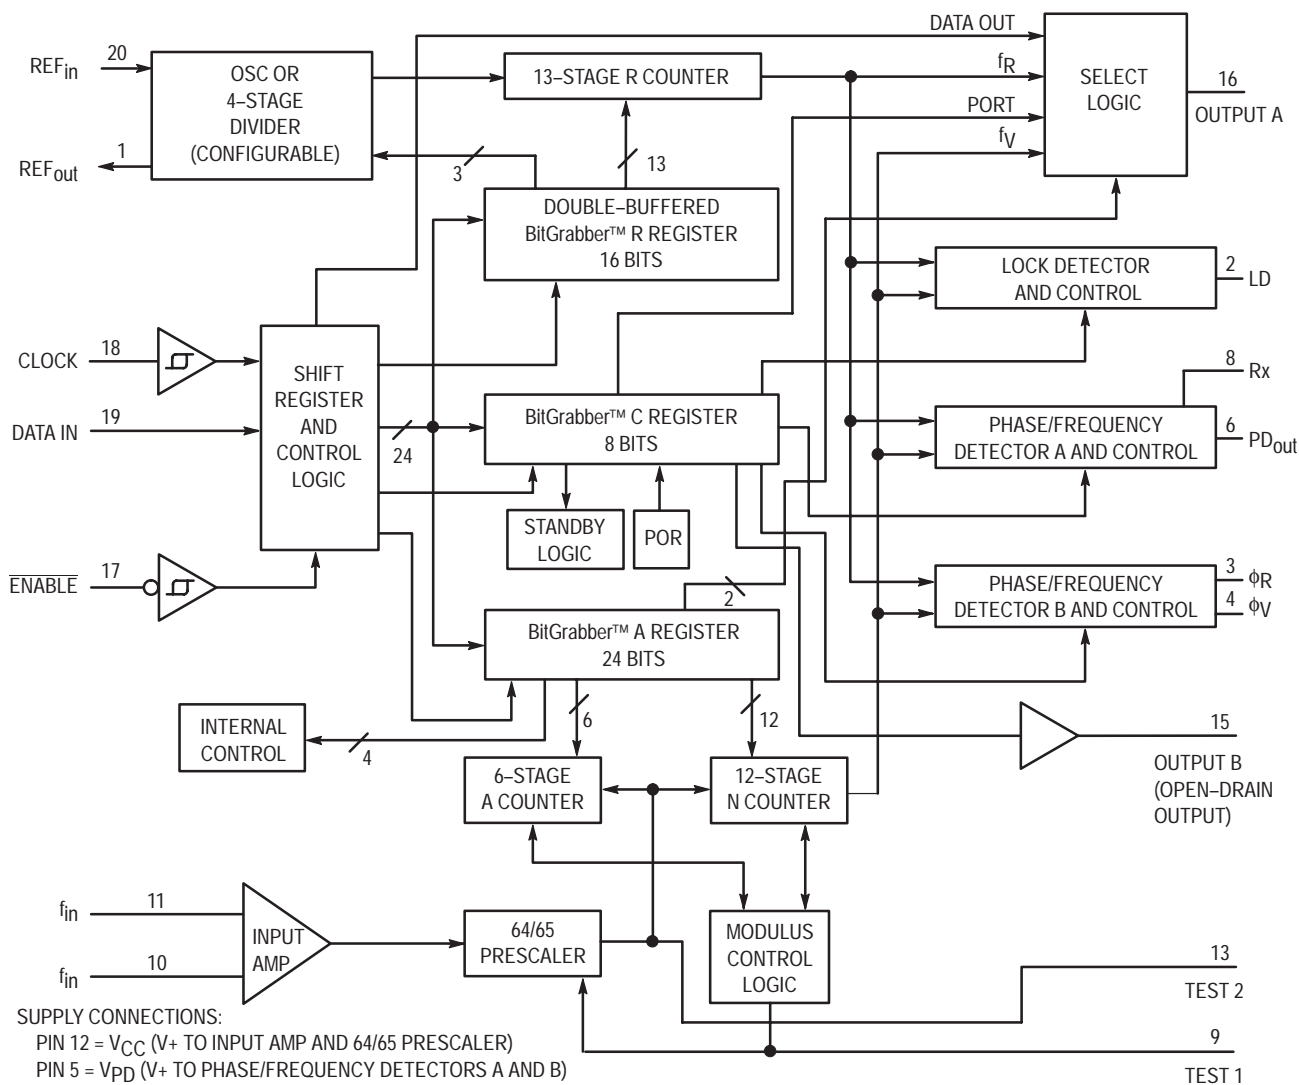 DATA OUT
20
REFin
OSC OR
4–STAGE
DIVIDER
(CONFIGURABLE)
13–STAGE R COUNTER
fR
SELECT
LOGIC
16
OUTPUT A
PORT
fV
1
REFout
3
13
DOUBLE–BUFFERED
BitGrabber™ R REGISTER
16 BITS
LOCK DETECTOR
AND CONTROL
2
LD
CLOCK
18
DATA IN
19
SHIFT
REGISTER
AND
CONTROL
LOGIC
24
BitGrabber™ C REGISTER
8 BITS
8
Rx
PHASE/FREQUENCY
DETECTOR A AND CONTROL
6
PDout
STANDBY
LOGIC
POR
ENABLE
17
2
PHASE/FREQUENCY
DETECTOR B AND CONTROL
3
ϕR
4
ϕV
BitGrabber™ A REGISTER
24 BITS
INTERNAL
CONTROL
4
6
12
15
OUTPUT B
(OPEN–DRAIN
OUTPUT)
6–STAGE
A COUNTER
12–STAGE
N COUNTER
fin
11
INPUT
AMP
fin
10
64/65
PRESCALER
MODULUS
CONTROL
LOGIC
13
TEST 2
9
TEST 1
SUPPLY CONNECTIONS:
PIN 12 = VCC (V+ TO INPUT AMP AND 64/65 PRESCALER)
PIN 5 = VPD (V+ TO PHASE/FREQUENCY DETECTORS A AND B)